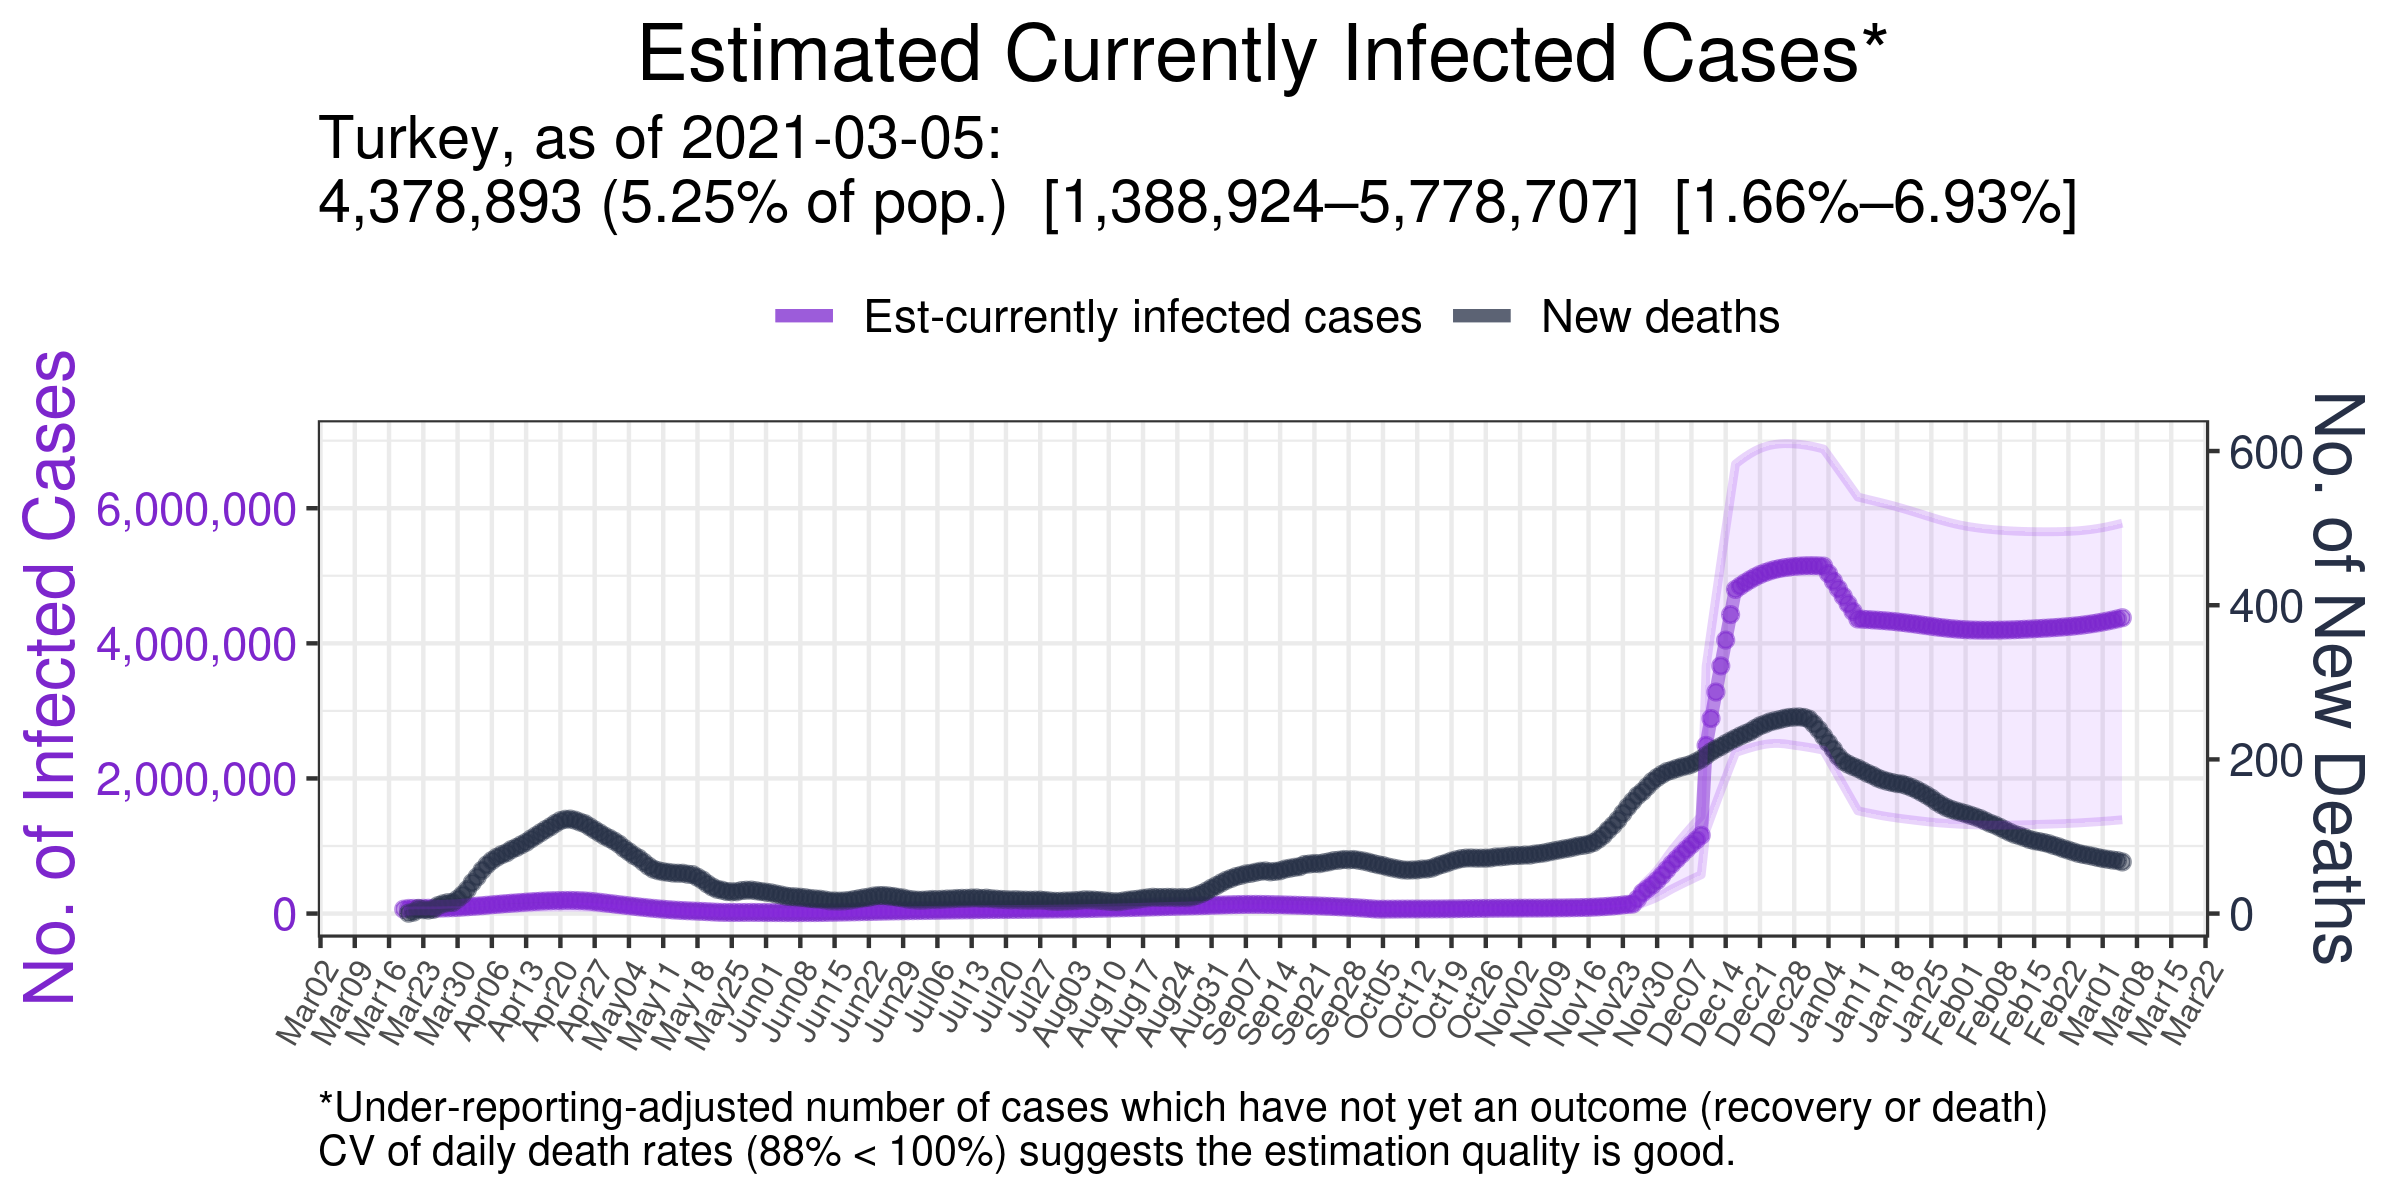 Estimated Currently Infected Cases*
Turkey, as of 2021-03-05:
4,378,893 (5.25% of pop.) [1,388,924–5,778,707] [1.66%–6.93%]
Est-currently infected cases New deaths
No. of Infected Cases
6,000,000
4,000,000
2,000,000
0
600
400
200
0
No. of New Deaths
Mar02 Mar09 Mar16 Mar23 Mar30 Apr06 Apr13 Apr20 Apr27 May04 May11 May18 May25 Jun01 Jun08 Jun15 Jun22 Jun29 Jul06 Jul13 Jul20 Jul27 Aug03 Aug10 Aug17 Aug24 Aug31 Sep07 Sep14 Sep21 Sep28 Oct05 Oct12 Oct19 Oct26 Nov02 Nov09 Nov16 Nov23 Nov30 Dec07 Dec14 Dec21 Dec28 Jan04 Jan11 Jan18 Jan25 Feb01 Feb08 Feb15 Feb22 Mar01 Mar08 Mar15 Mar22
*Under-reporting-adjusted number of cases which have not yet an outcome (recovery or death)
CV of daily death rates (88% < 100%) suggests the estimation quality is good.